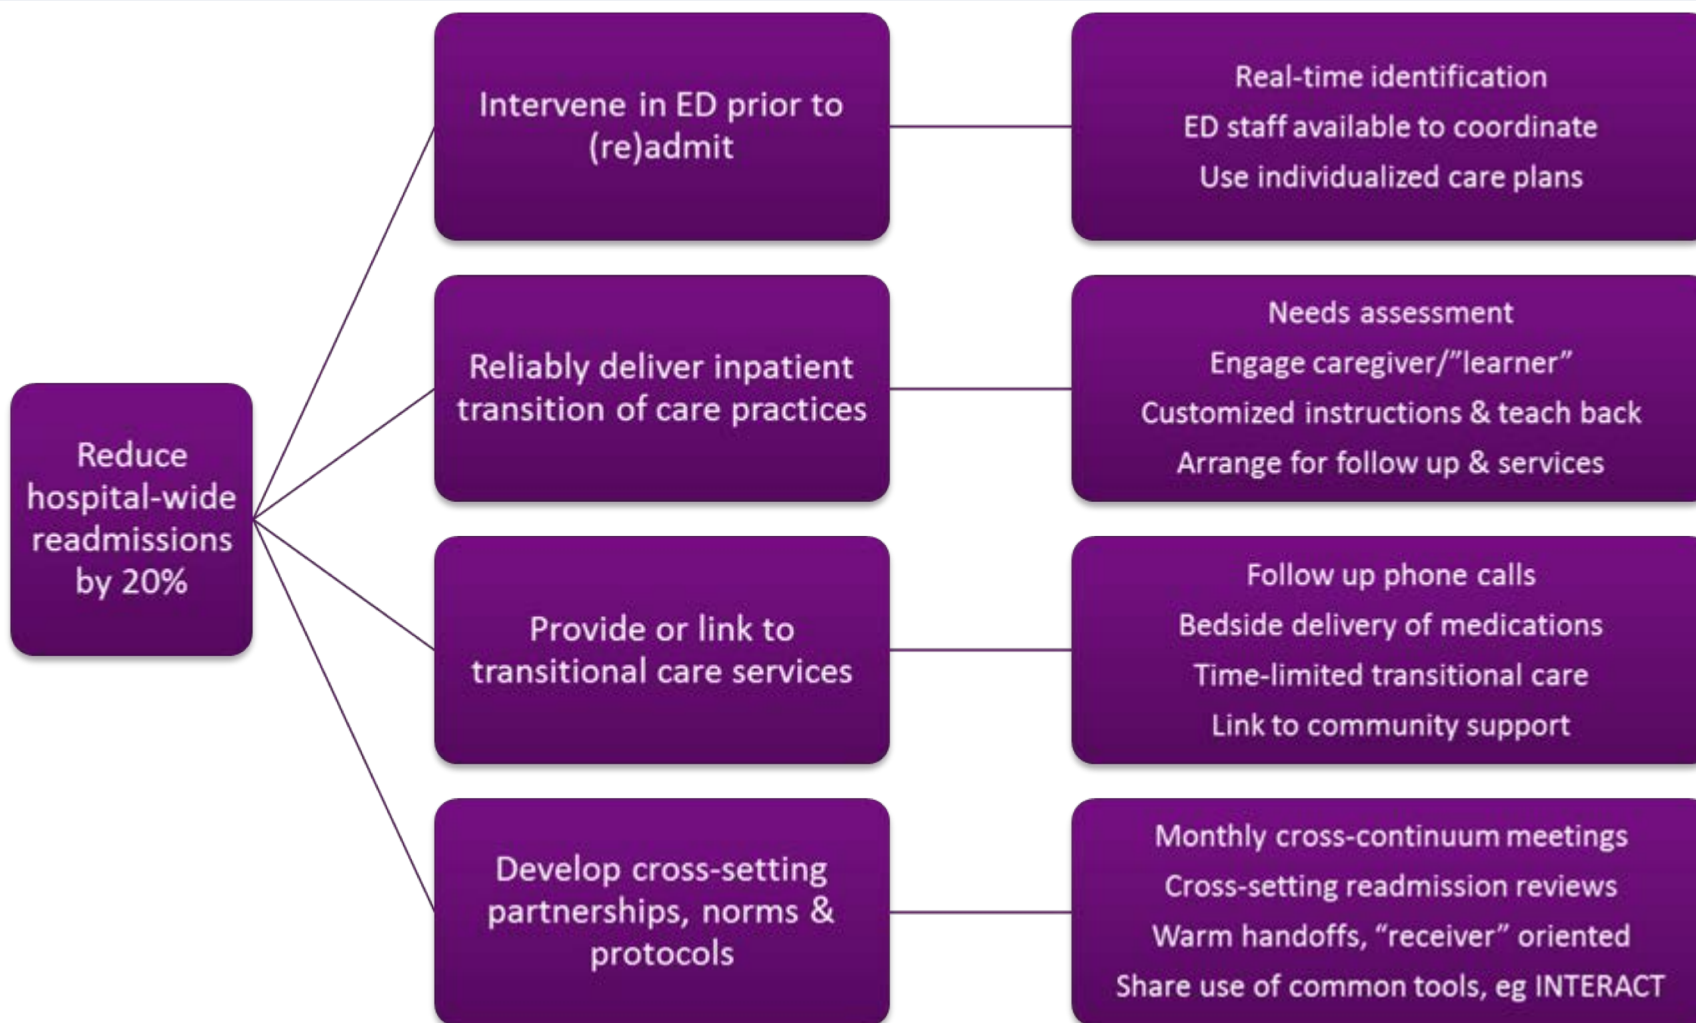 Reduce
hospital-wide
readmissions
by 20%
Intervene in ED prior to
(re)admit
Real-time identification
ED staff available to coordinate
Use individualized care plans
Reliably deliver inpatient
transition of care practices
Needs assessment
Engage caregiver/”learner”
Customized instructions & teach back
Arrange for follow up & services
Provide or link to
transitional care services
Follow up phone calls
Bedside delivery of medications
Time-limited transitional care
Link to community support
Develop cross-setting
partnerships, norms &
protocols
Monthly cross-continuum meetings
Cross-setting readmission reviews
Warm handoffs, “receiver” oriented
Share use of common tools, eg INTERACT